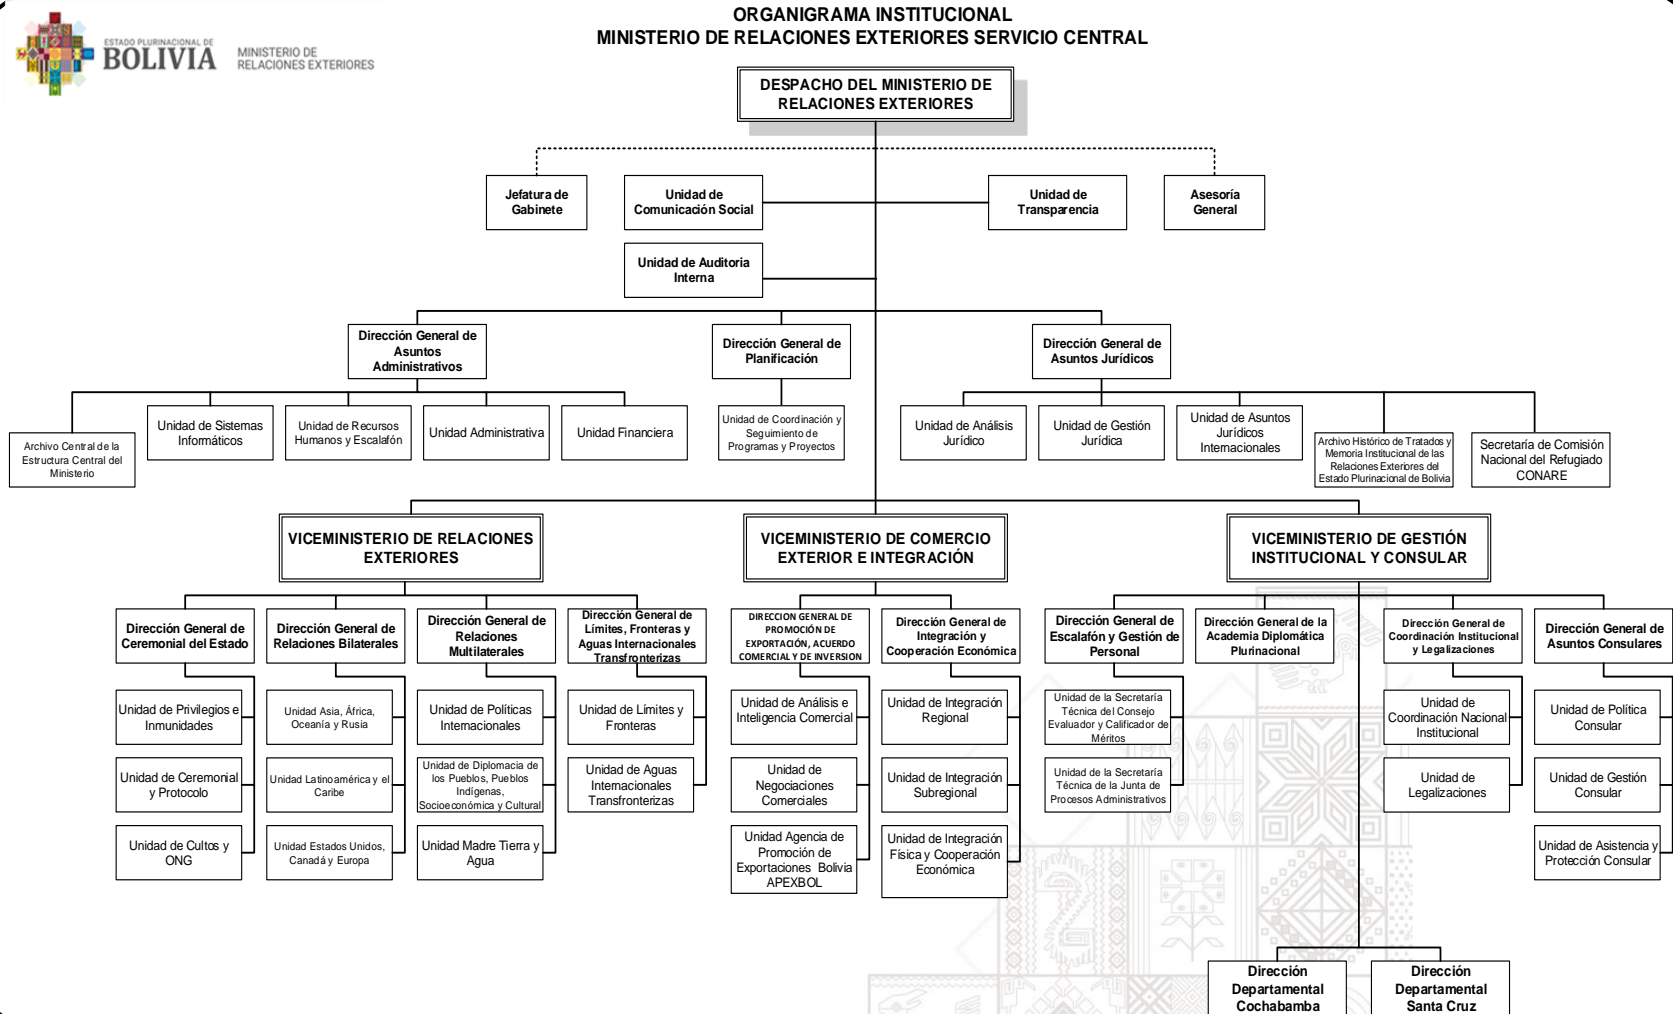 ORGANIGRAMA INSTITUCIONAL
MINISTERIO DE RELACIONES EXTERIORES SERVICIO CENTRAL
ESTADO PLURINACIONAL DE
BOLIVIA
MINISTERIO DE
RELACIONES EXTERIORES
DESPACHO DEL MINISTERIO DE
RELACIONES EXTERIORES
Jefatura de
Gabinete
Unidad de
Comunicación Social
Unidad de
Transparencia
Asesoría
General
Unidad de Auditoria
Interna
Dirección General de
Asuntos
Administrativos
Dirección General de
Planificación
Dirección General de
Asuntos Jurídicos
Archivo Central de la
Estructura Central del
Ministerio
Unidad de Sistemas
Informáticos
Unidad de Recursos
Humanos y Escalafón
Unidad Administrativa
Unidad Financiera
Unidad de Coordinación y
Seguimiento de
Programas y Proyectos
Unidad de Análisis
Jurídico
Unidad de Gestión
Jurídica
Unidad de Asuntos
Jurídicos
Internacionales
Archivo Histórico de Tratados y
Memoria Institucional de las
Relaciones Exteriores del
Estado Plurinacional de Bolivia
Secretaría de Comisión
Nacional del Refugiado
CONARE
VICEMINISTERIO DE RELACIONES
EXTERIORES
VICEMINISTERIO DE COMERCIO
EXTERIOR E INTEGRACIÓN
VICEMINISTERIO DE GESTIÓN
INSTITUCIONAL Y CONSULAR
Dirección General de
Ceremonial del Estado
Dirección General de
Relaciones Bilaterales
Dirección General de
Relaciones
Multilaterales
Dirección General de
Límites, Fronteras y
Aguas Internacionales
Transfronterizas
DIRECCION GENERAL DE
PROMOCIÓN DE
EXPORTACIÓN, ACUERDO
COMERCIAL Y DE INVERSION
Dirección General de
Integración y
Cooperación Económica
Dirección General de
Escalafón y Gestión de
Personal
Dirección General de la
Academia Diplomática
Plurinacional
Dirección General de
Coordinación Institucional
y Legalizaciones
Dirección General de
Asuntos Consulares
Unidad de Privilegios e
Inmunidades
Unidad Asia, África,
Oceanía y Rusia
Unidad de Políticas
Internacionales
Unidad de Límites y
Fronteras
Unidad de Análisis e
Inteligencia Comercial
Unidad de Integración
Regional
Unidad de la Secretaría
Técnica del Consejo
Evaluador y Calificador de
Méritos
Unidad de
Coordinación Nacional
Institucional
Unidad de Política
Consular
Unidad de Ceremonial
y Protocolo
Unidad Latinoamérica y el
Caribe
Unidad de Diplomacia de
los Pueblos, Pueblos
Indígenas,
Socioeconómica y Cultural
Unidad de Aguas
Internacionales
Transfronterizas
Unidad de
Negociaciones
Comerciales
Unidad de Integración
Subregional
Unidad de la Secretaría
Técnica de la Junta de
Procesos Administrativos
Unidad de
Legalizaciones
Unidad de Gestión
Consular
Unidad de Cultos y
ONG
Unidad Estados Unidos,
Canadá y Europa
Unidad Madre Tierra y
Agua
Unidad Agencia de
Promoción de
Exportaciones Bolivia
APEXBOL
Unidad de Integración
Física y Cooperación
Económica
Unidad de Asistencia y
Protección Consular
Dirección
Departamental
Cochabamba
Dirección
Departamental
Santa Cruz